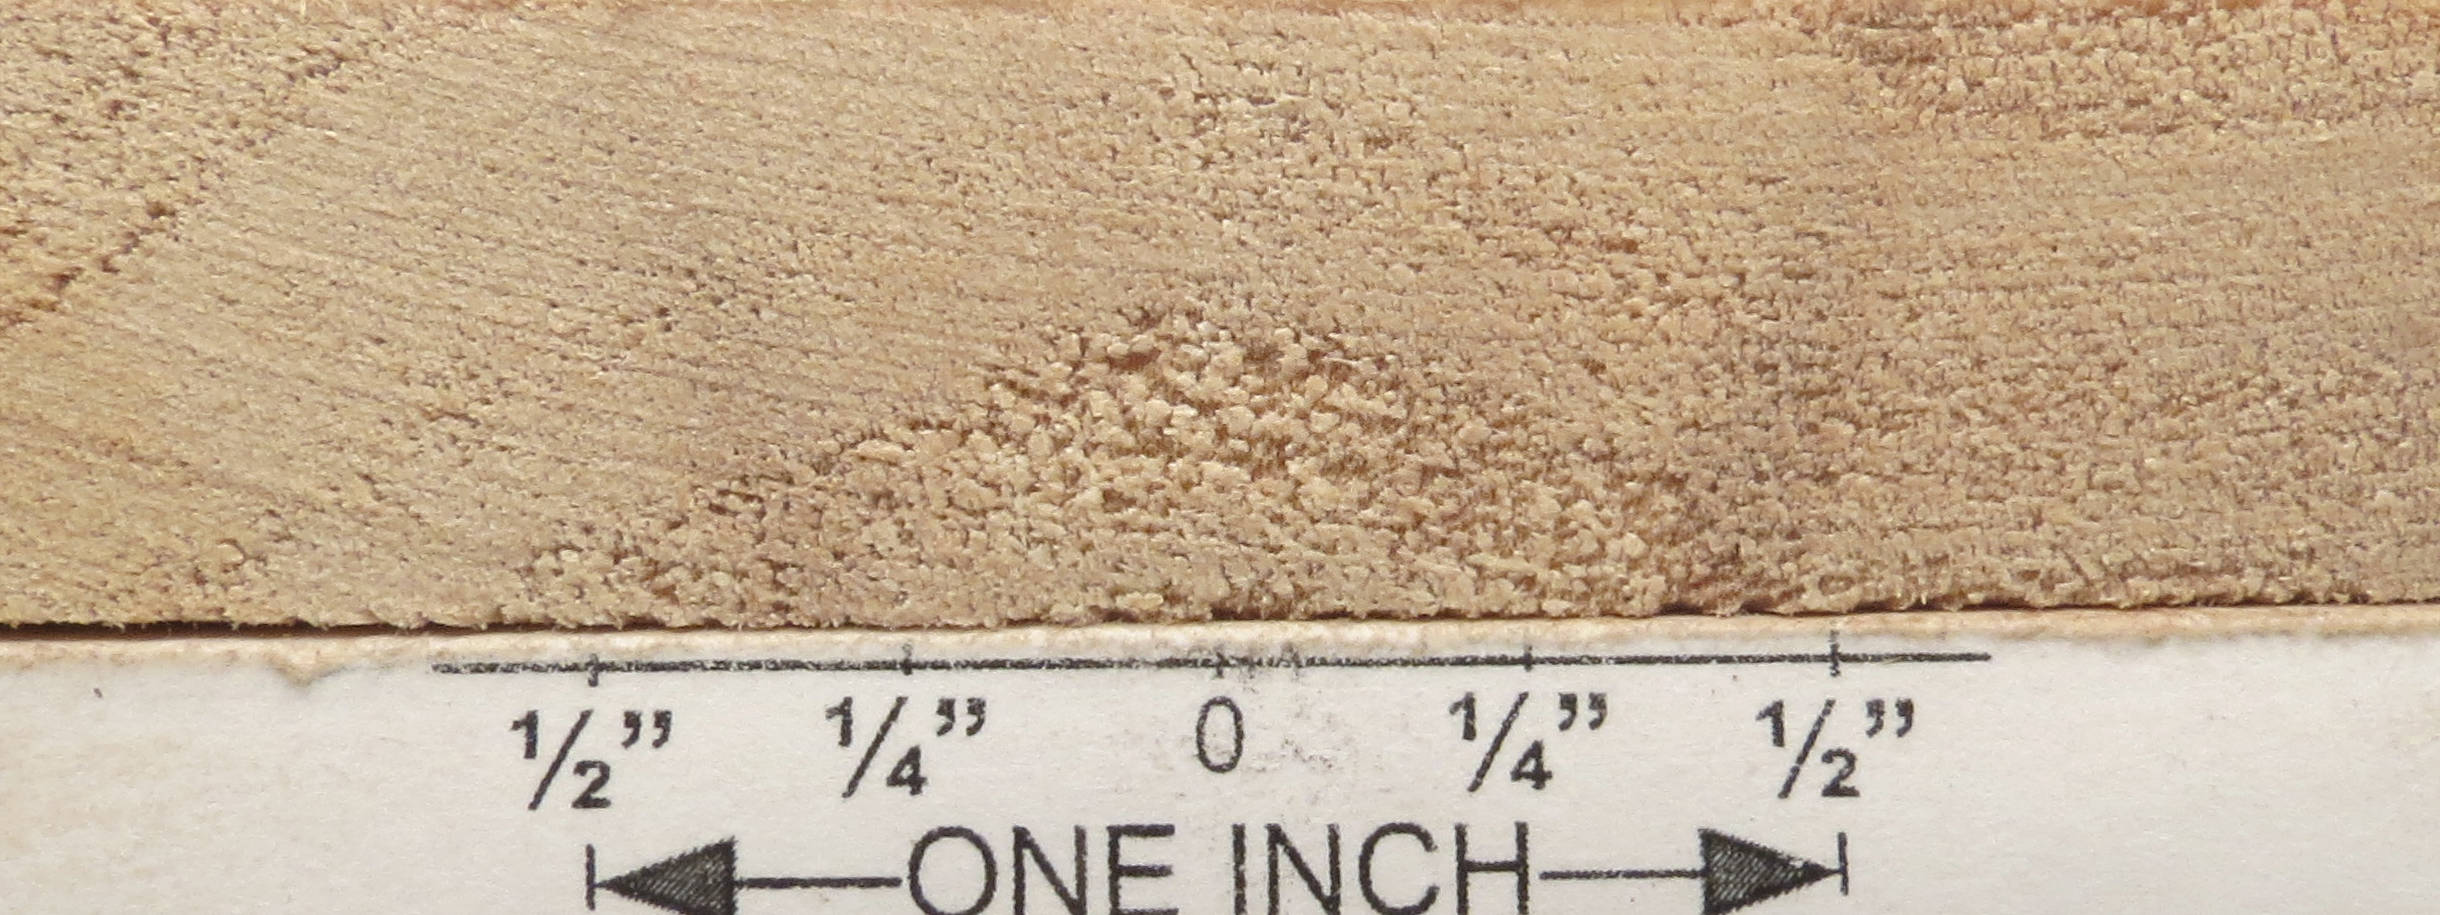 1/2” 1/4” 0 1/4” 1/2”
ONE INCH